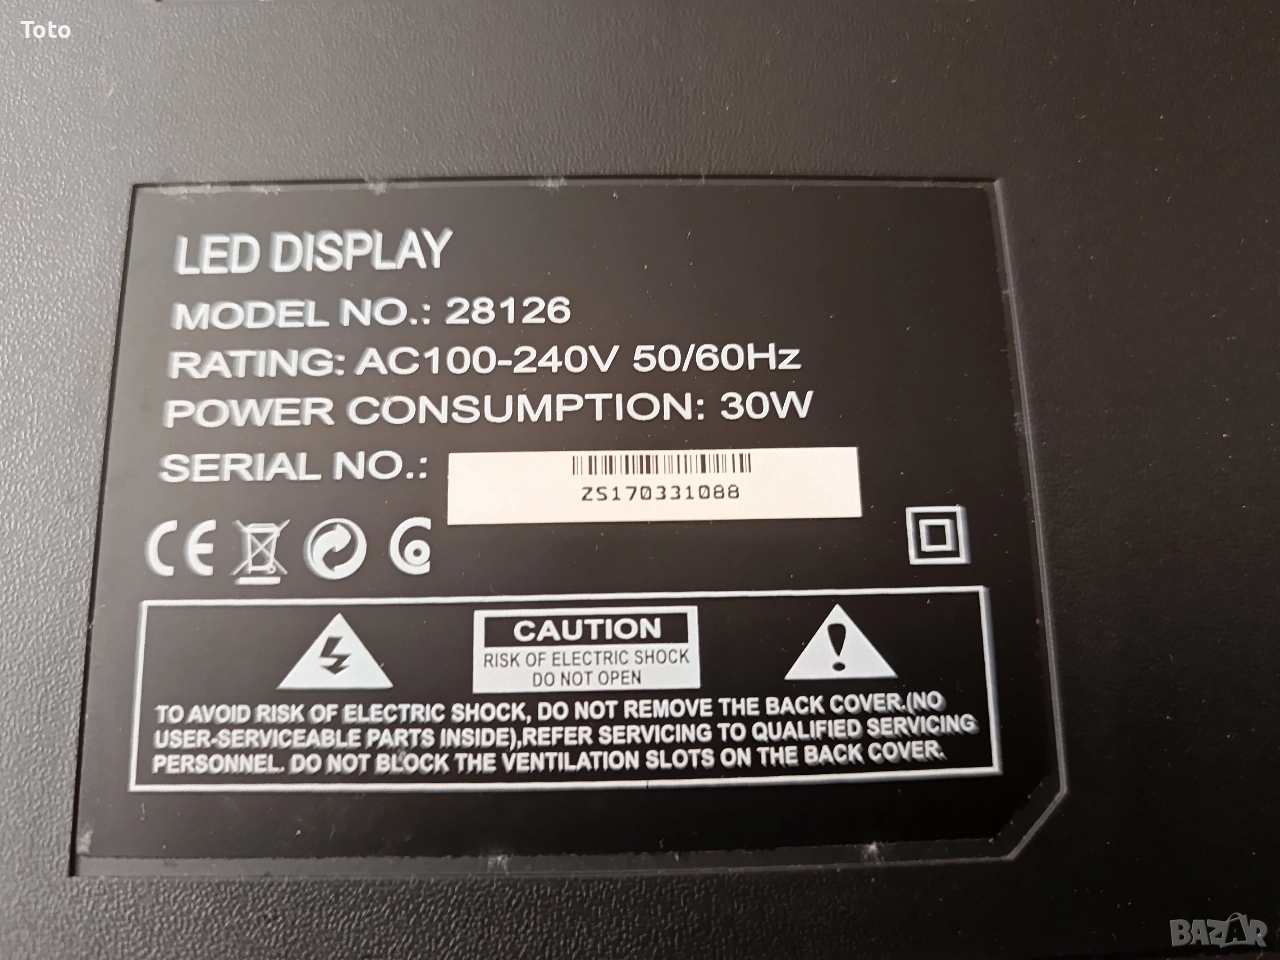 Toto
LED DISPLAY
MODEL NO.: 28126
RATING: AC100-240V 50/60Hz
POWER CONSUMPTION: 30W
SERIAL NO.:
ZS170331088
CE
CAUTION
RISK OF ELECTRIC SHOCK
DO NOT OPEN
TO AVOID RISK OF ELECTRIC SHOCK, DO NOT REMOVE THE BACK COVER.(NO
USER-SERVICEABLE PARTS INSIDE),REFER SERVICING TO QUALIFIED SERVICING
PERSONNEL. DO NOT BLOCK THE VENTILATION SLOTS ON THE BACK COVER.
BAZAR